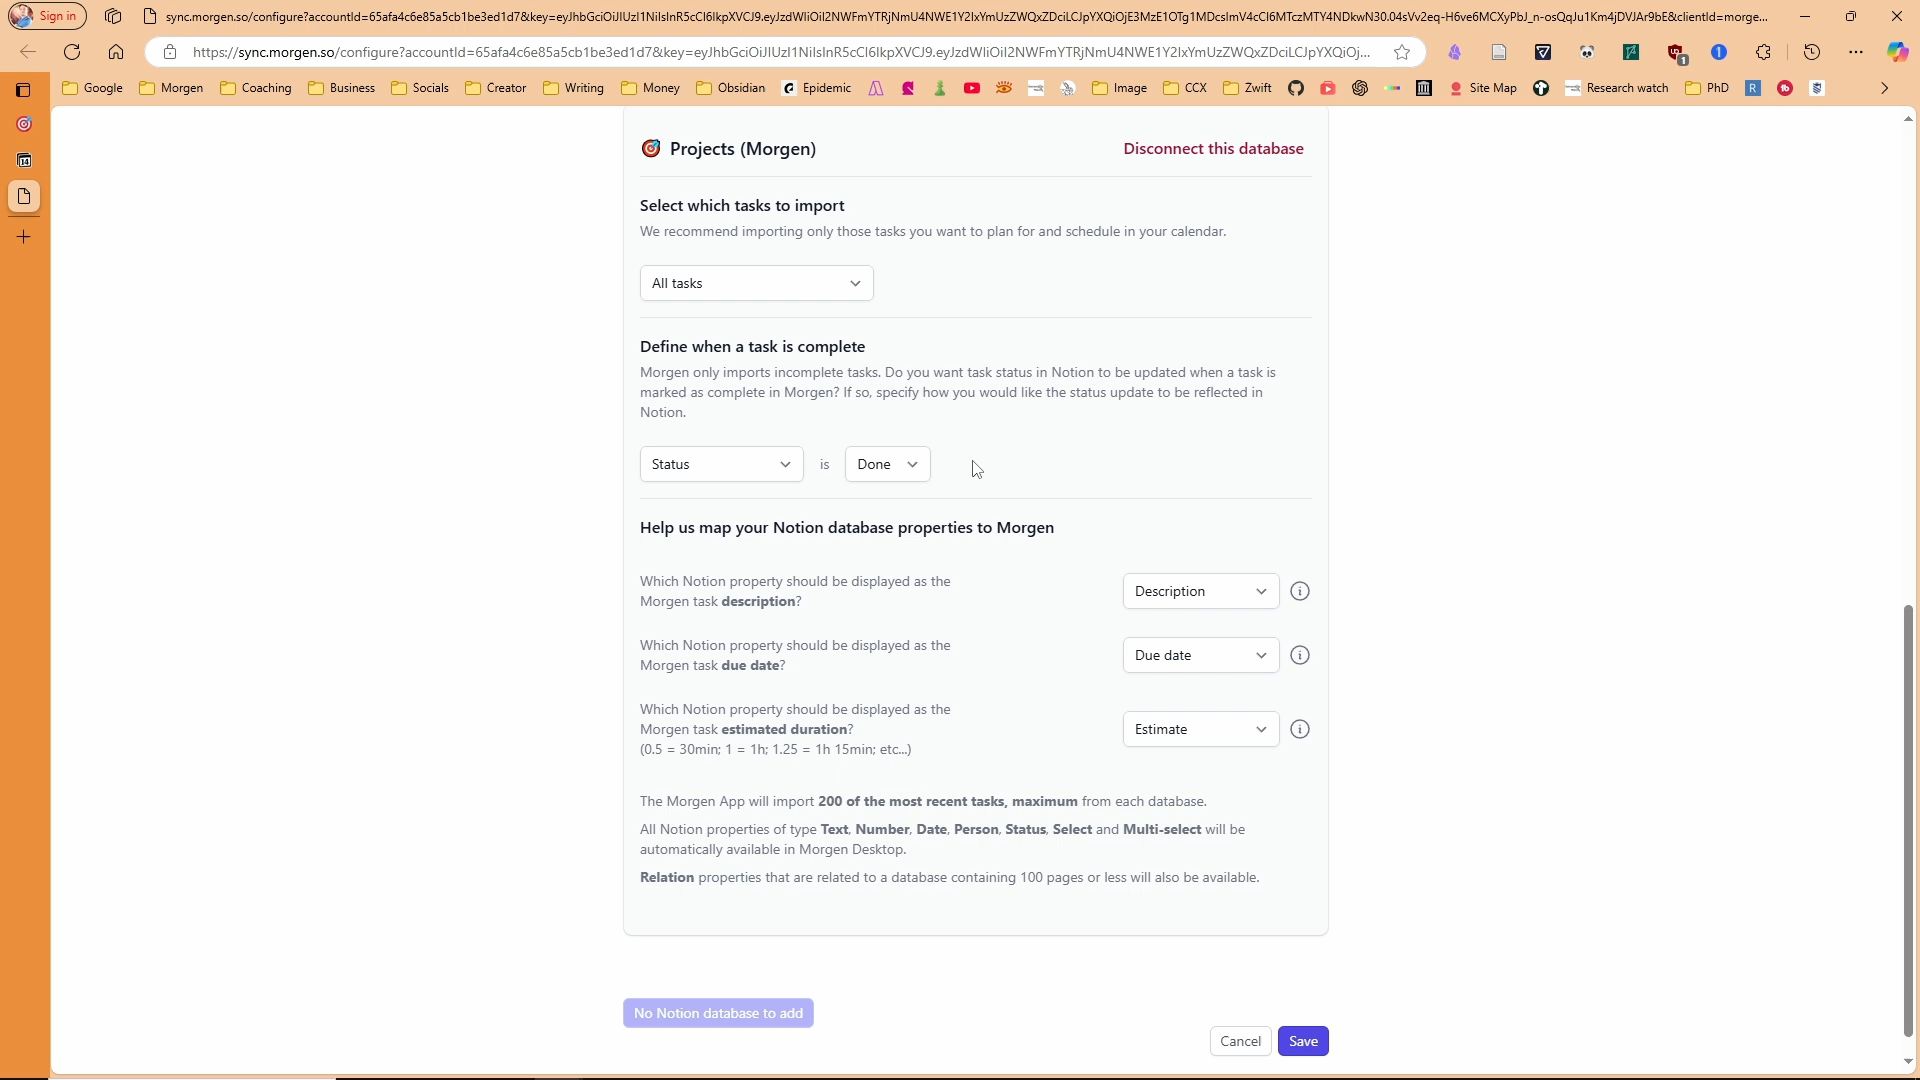 Sign in
sync.morgen.so/configure?accountId=65afa4c6e85a5cb1be3ed1d7&key=eyJhbGciOiJIUzI1NiIsInR5cCI6IkpXVCJ9.
https://sync.morgen.so/configure?accountId=65afa4c6e85a5cb1be3ed1d7&key=eyJhbGciOiJIUzI1NiIsInR5cCI6IkpXVCJ9.
Google Morgen Coaching Business Socials Creator Writing Money Obsidian Epidemic Image CCX Zwift Site Map Research watch PhD
Projects (Morgen) Disconnect this database
Select which tasks to import
We recommend importing only those tasks you want to plan for and schedule in your calendar.
All tasks
Define when a task is complete
Morgen only imports incomplete tasks. Do you want task status in Notion to be updated when a task is
marked as complete in Morgen? If so, specify how you would like the status update to be reflected in
Notion.
Status is Done
Help us map your Notion database properties to Morgen
Which Notion property should be displayed as the
Morgen task description?
Description
Which Notion property should be displayed as the
Morgen task due date?
Due date
Which Notion property should be displayed as the
Morgen task estimated duration?
(0.5 = 30min; 1 = 1h; 1.25 = 1h 15min; etc...)
Estimate
The Morgen App will import 200 of the most recent tasks, maximum from each database.
All Notion properties of type Text, Number, Date, Person, Status, Select and Multi-select will be
automatically available in Morgen Desktop.
Relation properties that are related to a database containing 100 pages or less will also be available.
No Notion database to add
Cancel Save